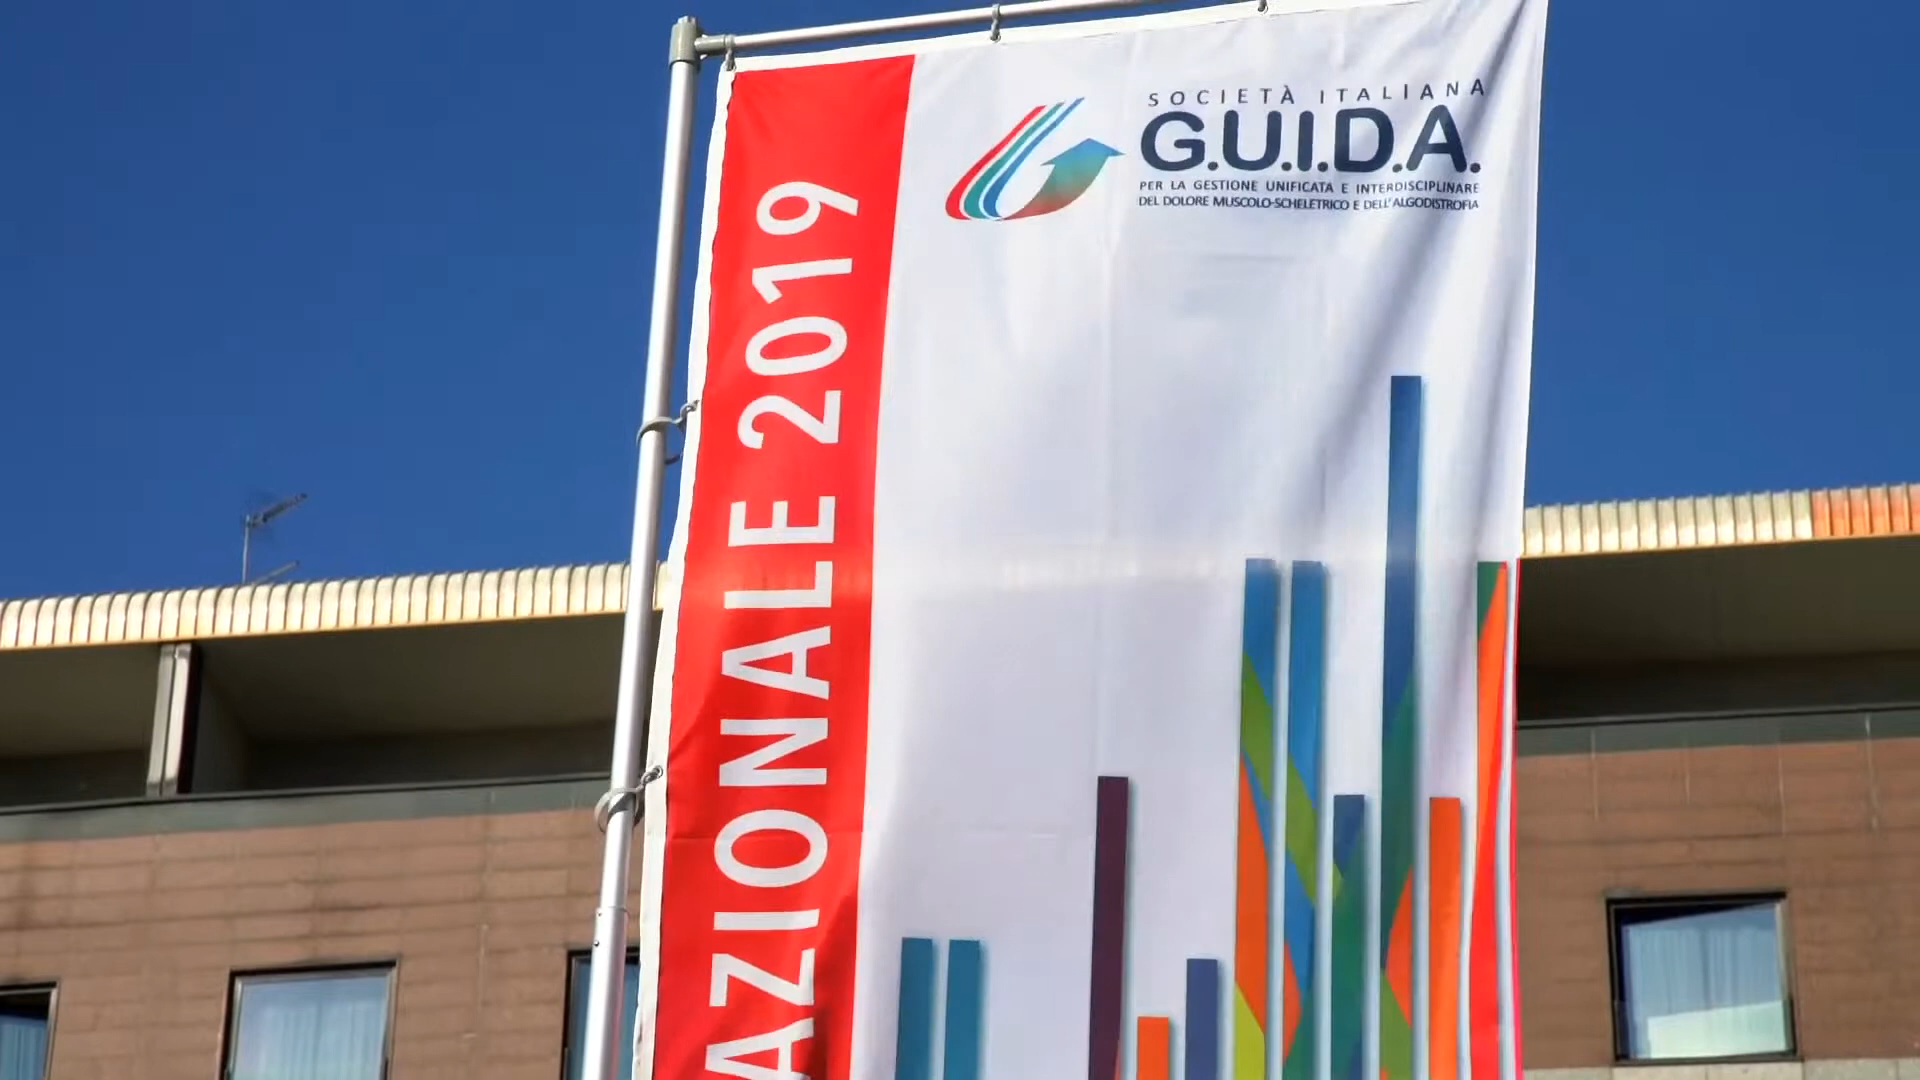 SOCIETÀ ITALIANA
G.U.I.D.A.
PER LA GESTIONE UNIFICATA E INTERDISCIPLINARE
DEL DOLORE MUSCOLO-SCHELETRICO E DELL'ALGODISTROFIA
AZIONALE 2019